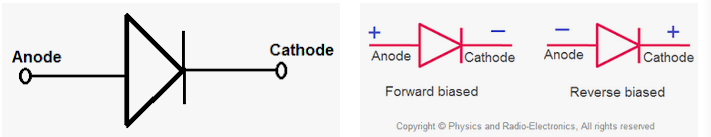 Anode
Cathode
+ −
Anode Cathode
Forward biased
− +
Anode Cathode
Reverse biased
Copyright © Physics and Radio-Electronics, All rights reserved